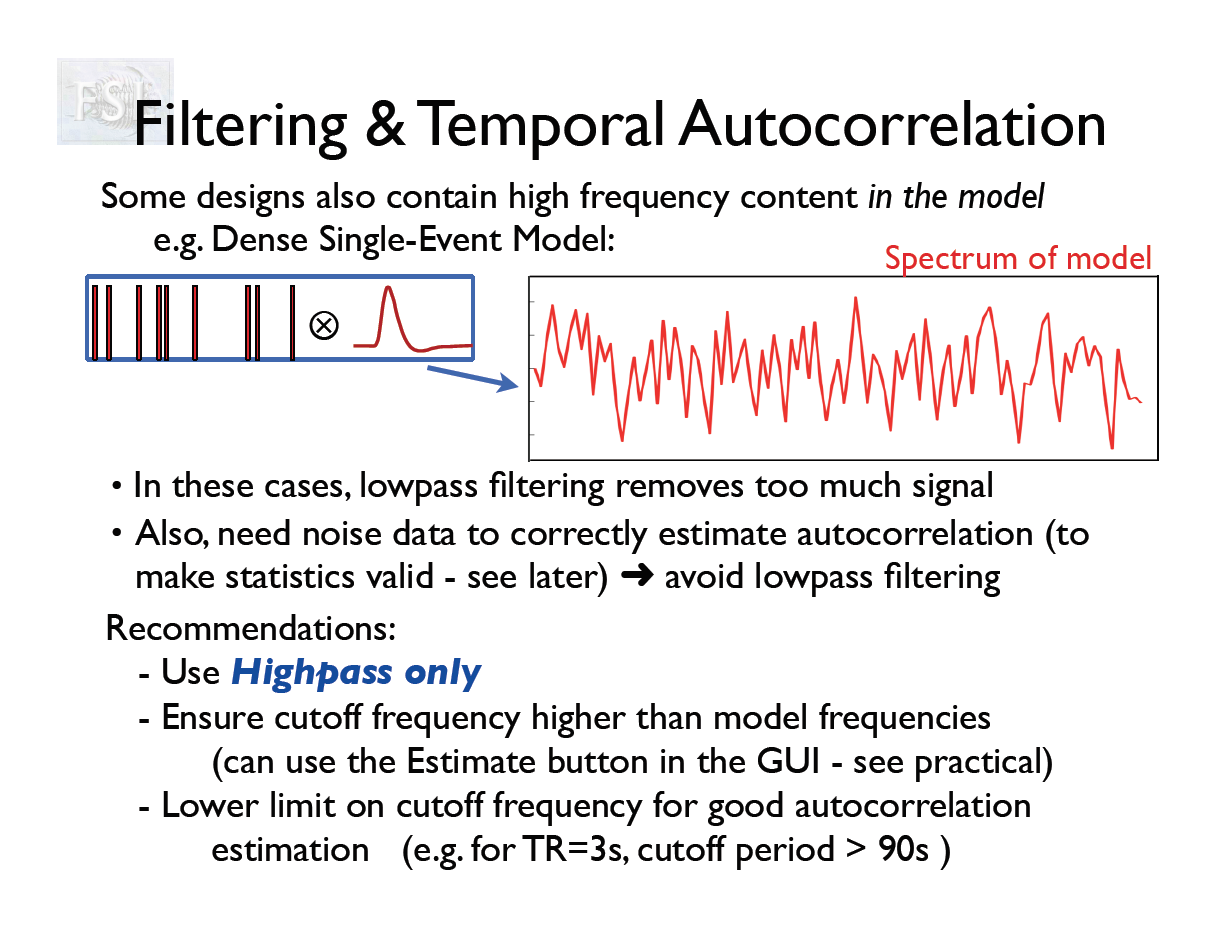 FSL
Filtering & Temporal Autocorrelation
Some designs also contain high frequency content in the model
e.g. Dense Single-Event Model:
Spectrum of model
• In these cases, lowpass filtering removes too much signal
• Also, need noise data to correctly estimate autocorrelation (to
make statistics valid - see later) ➜ avoid lowpass filtering
Recommendations:
- Use Highpass only
- Ensure cutoff frequency higher than model frequencies
(can use the Estimate button in the GUI - see practical)
- Lower limit on cutoff frequency for good autocorrelation
estimation (e.g. for TR=3s, cutoff period > 90s )